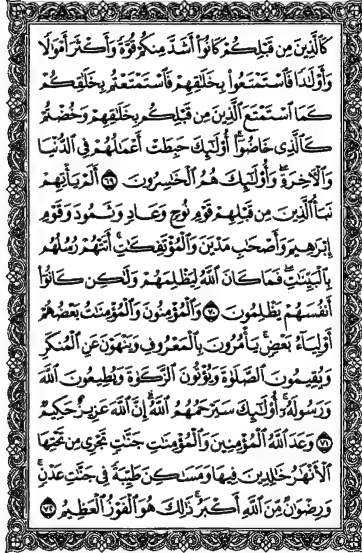 كَٱلَّذِينَ مِن قَبۡلِكُمۡ كَانُوٓاْ أَشَدَّ مِنكُمۡ قُوَّةٗ وَأَكۡثَرَ أَمۡوَٰلٗا
وَأَوۡلَٰدٗا فَٱسۡتَمۡتَعُواْ بِخَلَٰقِهِمۡ فَٱسۡتَمۡتَعۡتُم بِخَلَٰقِكُمۡ
كَمَا ٱسۡتَمۡتَعَ ٱلَّذِينَ مِن قَبۡلِكُم بِخَلَٰقِهِمۡ وَخُضۡتُمۡ
كَٱلَّذِي خَاضُوٓاْۚ أُوْلَٰٓئِكَ حَبِطَتۡ أَعۡمَٰلُهُمۡ فِي ٱلدُّنۡيَا
وَٱلۡأٓخِرَةِۖ وَأُوْلَٰٓئِكَ هُمُ ٱلۡخَٰسِرُونَ ٦٩ أَلَمۡ يَأۡتِهِمۡ
نَبَأُ ٱلَّذِينَ مِن قَبۡلِهِمۡ قَوۡمِ نُوحٖ وَعَادٖ وَثَمُودَ وَقَوۡمِ
إِبۡرَٰهِيمَ وَأَصۡحَٰبِ مَدۡيَنَ وَٱلۡمُؤۡتَفِكَٰتِۚ أَتَتۡهُمۡ رُسُلُهُم
بِٱلۡبَيِّنَٰتِۖ فَمَا كَانَ ٱللَّهُ لِيَظۡلِمَهُمۡ وَلَٰكِن كَانُوٓاْ
أَنفُسَهُمۡ يَظۡلِمُونَ ٧٠ وَٱلۡمُؤۡمِنُونَ وَٱلۡمُؤۡمِنَٰتُ بَعۡضُهُمۡ
أَوۡلِيَآءُ بَعۡضٖۚ يَأۡمُرُونَ بِٱلۡمَعۡرُوفِ وَيَنۡهَوۡنَ عَنِ ٱلۡمُنكَرِ
وَيُقِيمُونَ ٱلصَّلَوٰةَ وَيُؤۡتُونَ ٱلزَّكَوٰةَ وَيُطِيعُونَ ٱللَّهَ
وَرَسُولَهُۥٓۚ أُوْلَٰٓئِكَ سَيَرۡحَمُهُمُ ٱللَّهُۗ إِنَّ ٱللَّهَ عَزِيزٌ حَكِيمٞ
٧١ وَعَدَ ٱللَّهُ ٱلۡمُؤۡمِنِينَ وَٱلۡمُؤۡمِنَٰتِ جَنَّٰتٖ تَجۡرِي مِن تَحۡتِهَا
ٱلۡأَنۡهَٰرُ خَٰلِدِينَ فِيهَا وَمَسَٰكِنَ طَيِّبَةٗ فِي جَنَّٰتِ عَدۡنٖۚ
وَرِضۡوَٰنٞ مِّنَ ٱللَّهِ أَكۡبَرُۚ ذَٰلِكَ هُوَ ٱلۡفَوۡزُ ٱلۡعَظِيمُ ٧٢